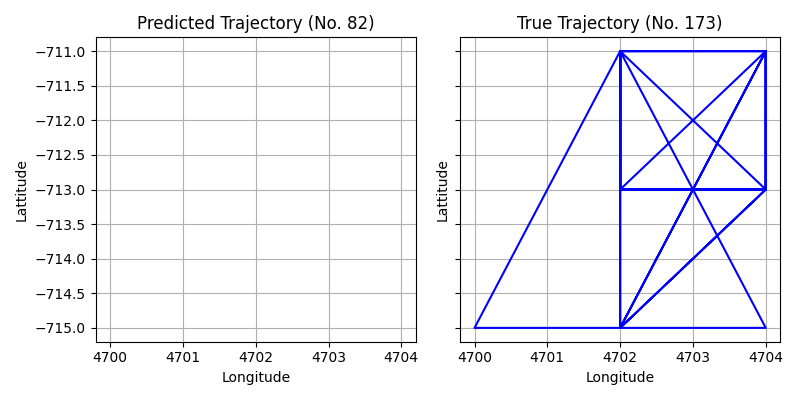 Predicted Trajectory (No. 82)
True Trajectory (No. 173)
−711.0
−711.5
−712.0
−712.5
−713.0
−713.5
−714.0
−714.5
−715.0
Lattitude
Lattitude
4700 4701 4702 4703 4704
4700 4701 4702 4703 4704
Longitude
Longitude